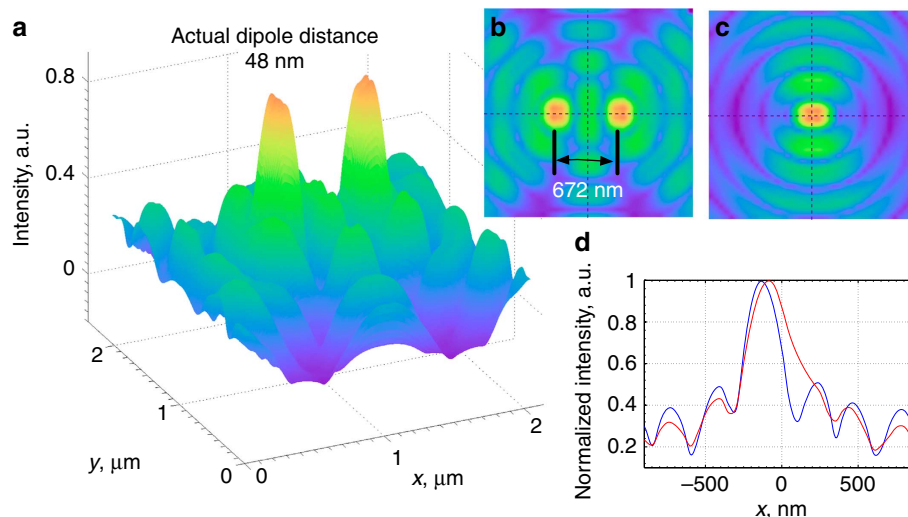 a
Actual dipole distance
48 nm
0.8
0.4
0
Intensity, a.u.
2
1
0
y, μm
0
1
2
x, μm
b
672 nm
c
d
1
0.8
0.6
0.4
0.2
Normalized intensity, a.u.
−500
0
500
x, nm